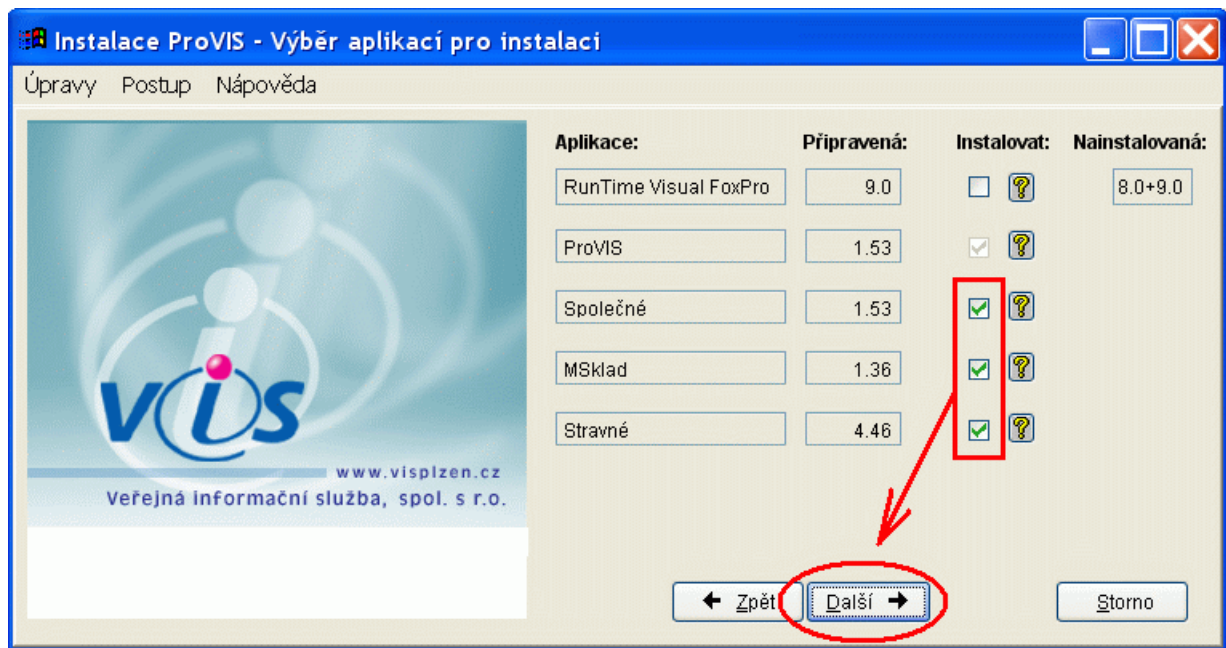 Instalace ProVIS - Výběr aplikací pro instalaci
Úpravy Postup Nápověda
Aplikace: Připravená: Instalovat: Nainstalovaná:
RunTime Visual FoxPro 9.0 8.0+9.0
ProVIS 1.53
Společné 1.53
MSklad 1.36
Stravné 4.46
vis
www.visplzen.cz
Veřejná informační služba, spol. s r.o.
Zpět Další Storno